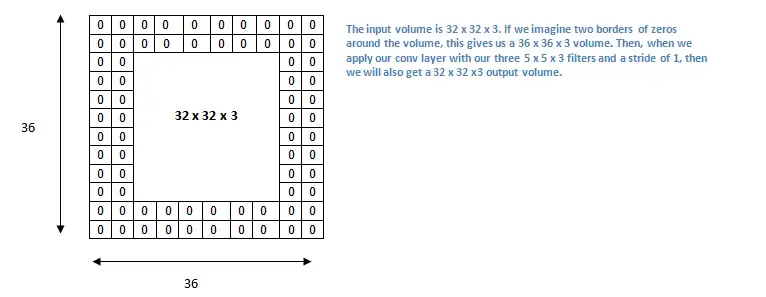 0 0 0 0 0 0 0 0 0 0
0 0 0 0 0 0 0 0 0 0
0 0 0 0
0 0 0 0
0 0 0 0
0 0 32 x 32 x 3 0 0
0 0 0 0
0 0 0 0
0 0 0 0
0 0 0 0
0 0 0 0 0 0 0 0 0 0
0 0 0 0 0 0 0 0 0 0
36
36
The input volume is 32 x 32 x 3. If we imagine two borders of zeros
around the volume, this gives us a 36 x 36 x 3 volume. Then, when we
apply our conv layer with our three 5 x 5 x 3 filters and a stride of 1, then
we will also get a 32 x 32 x3 output volume.